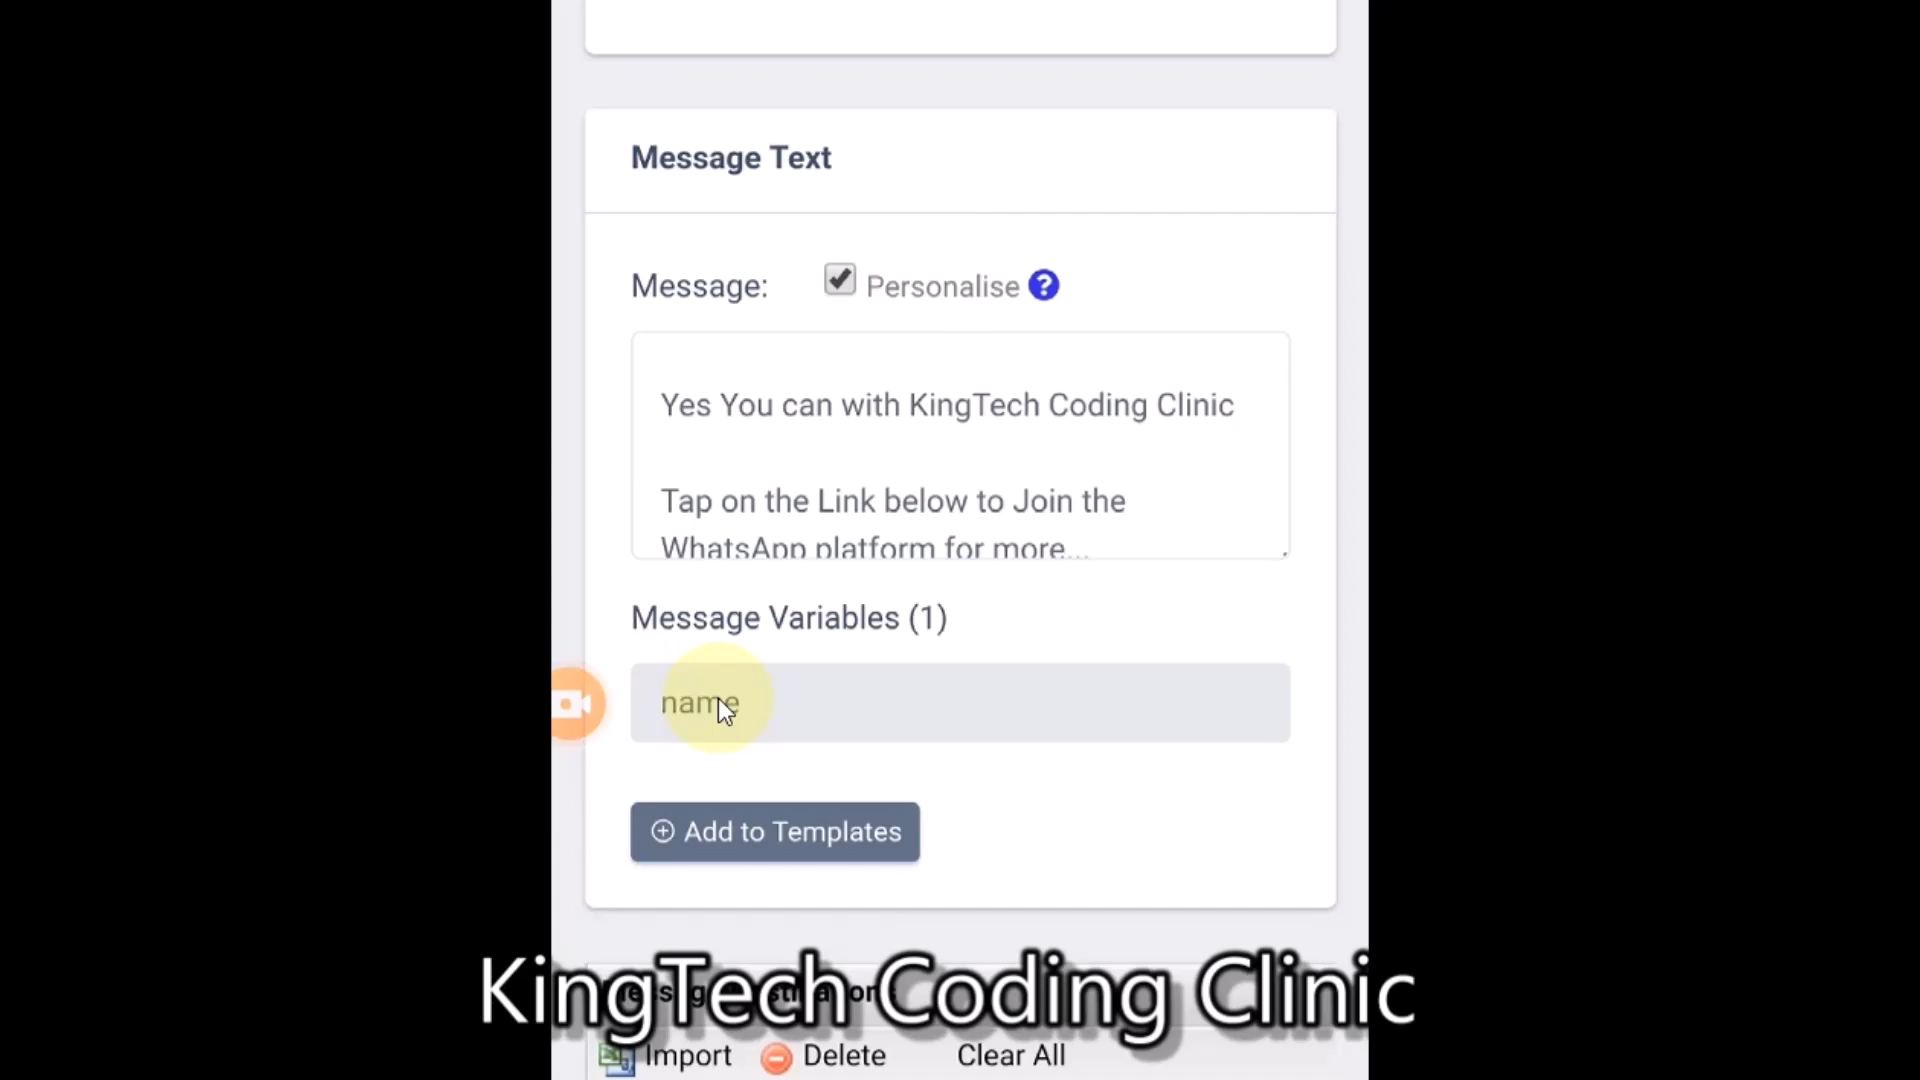 Message Text
Message: Personalise ?
Yes You can with KingTech Coding Clinic
Tap on the Link below to Join the
WhatsApp platform for more...
Message Variables (1)
name
Add to Templates
KingTech Coding Clinic
Import Delete Clear All